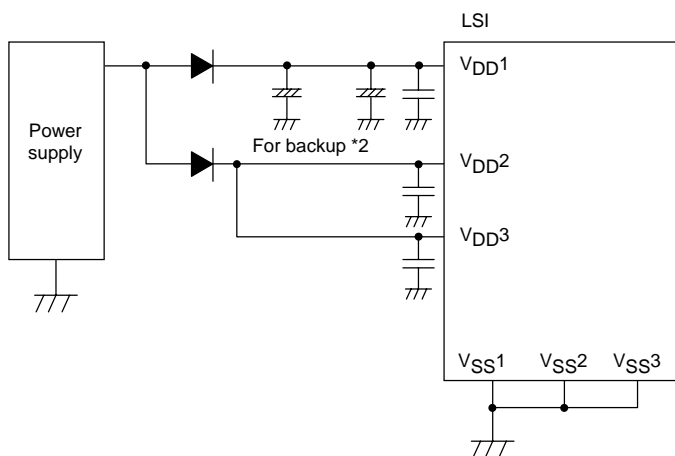 LSI
VDD1
Power
supply
For backup *2
VDD2
VDD3
VSS1
VSS2
VSS3